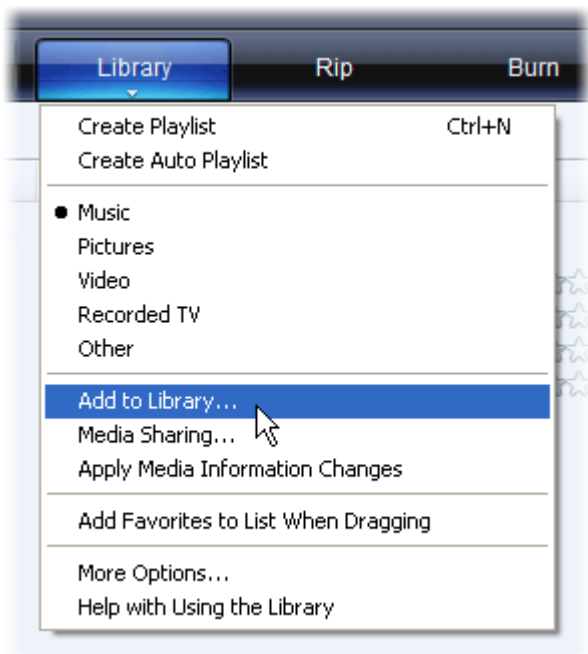 Library Rip Burn
Create Playlist Ctrl+N
Create Auto Playlist
Music
Pictures
Video
Recorded TV
Other
Add to Library...
Media Sharing...
Apply Media Information Changes
Add Favorites to List When Dragging
More Options...
Help with Using the Library